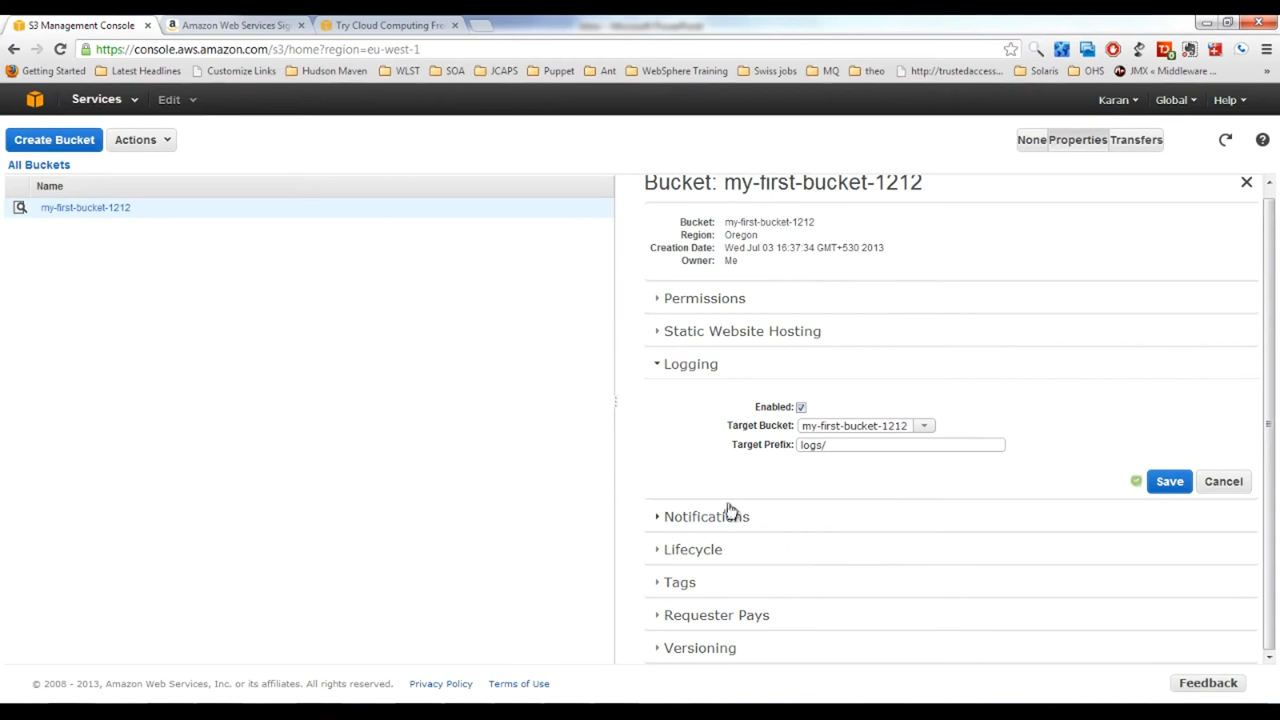 S3 Management Console
Amazon Web Services Sig
Try Cloud Computing Fre
https://console.aws.amazon.com/s3/home?region=eu-west-1
Getting Started Latest Headlines Customize Links Hudson Maven WLST SOA JCAPS Puppet Ant WebSphere Training Swiss jobs MQ theo http://trustedaccess... Solaris OHS JMX « Middleware ... »
Services Edit Karan Global Help
Create Bucket Actions None Properties Transfers
All Buckets
Name
my-first-bucket-1212
Bucket: my-first-bucket-1212
Bucket: my-first-bucket-1212
Region: Oregon
Creation Date: Wed Jul 03 16:37:34 GMT+530 2013
Owner: Me
Permissions
Static Website Hosting
Logging
Enabled:
Target Bucket: my-first-bucket-1212
Target Prefix: logs/
Save Cancel
Notifications
Lifecycle
Tags
Requester Pays
Versioning
© 2008 - 2013, Amazon Web Services, Inc. or its affiliates. All rights reserved. Privacy Policy Terms of Use Feedback